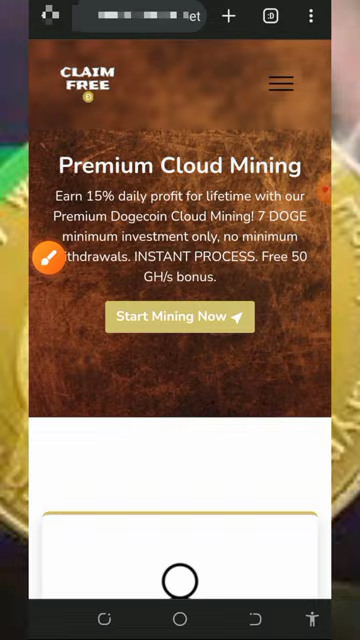 et
:D
CLAIM
FREE
Premium Cloud Mining
Earn 15% daily profit for lifetime with our
Premium Dogecoin Cloud Mining! 7 DOGE
minimum investment only, no minimum
thdrawals. INSTANT PROCESS. Free 50
GH/s bonus.
Start Mining Now